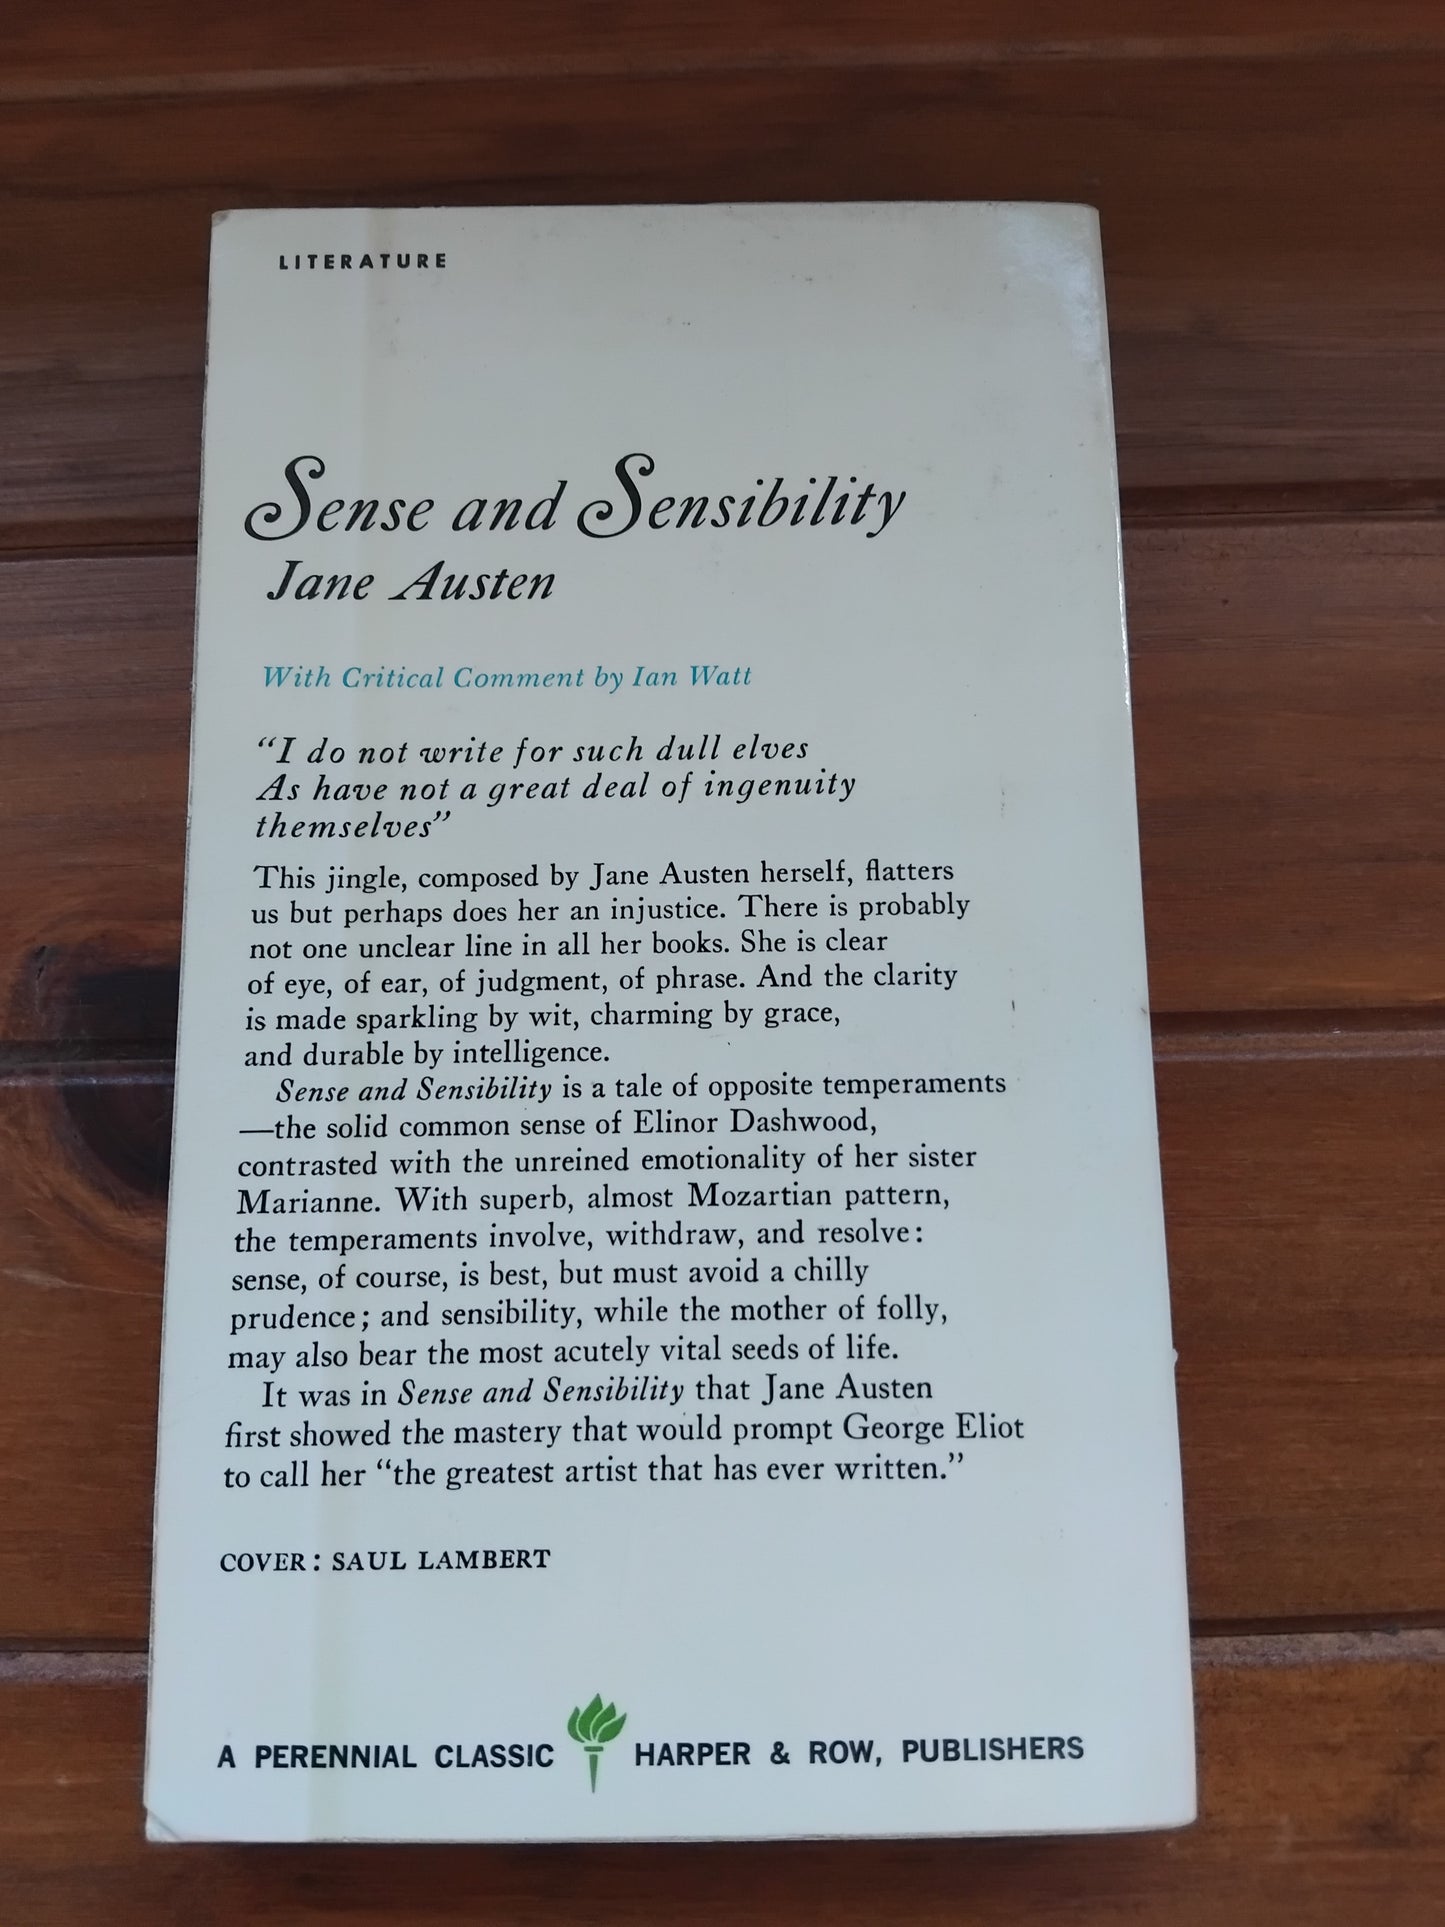 LITERATURE
Sense and Sensibility
Jane Austen
With Critical Comment by Ian Watt
“I do not write for such dull elves
As have not a great deal of ingenuity
themselves”
This jingle, composed by Jane Austen herself, flatters
us but perhaps does her an injustice. There is probably
not one unclear line in all her books. She is clear
of eye, of ear, of judgment, of phrase. And the clarity
is made sparkling by wit, charming by grace,
and durable by intelligence.
Sense and Sensibility is a tale of opposite temperaments
—the solid common sense of Elinor Dashwood,
contrasted with the unreined emotionality of her sister
Marianne. With superb, almost Mozartian pattern,
the temperaments involve, withdraw, and resolve:
sense, of course, is best, but must avoid a chilly
prudence; and sensibility, while the mother of folly,
may also bear the most acutely vital seeds of life.
It was in Sense and Sensibility that Jane Austen
first showed the mastery that would prompt George Eliot
to call her “the greatest artist that has ever written.”
COVER: SAUL LAMBERT
A PERENNIAL CLASSIC HARPER & ROW, PUBLISHERS